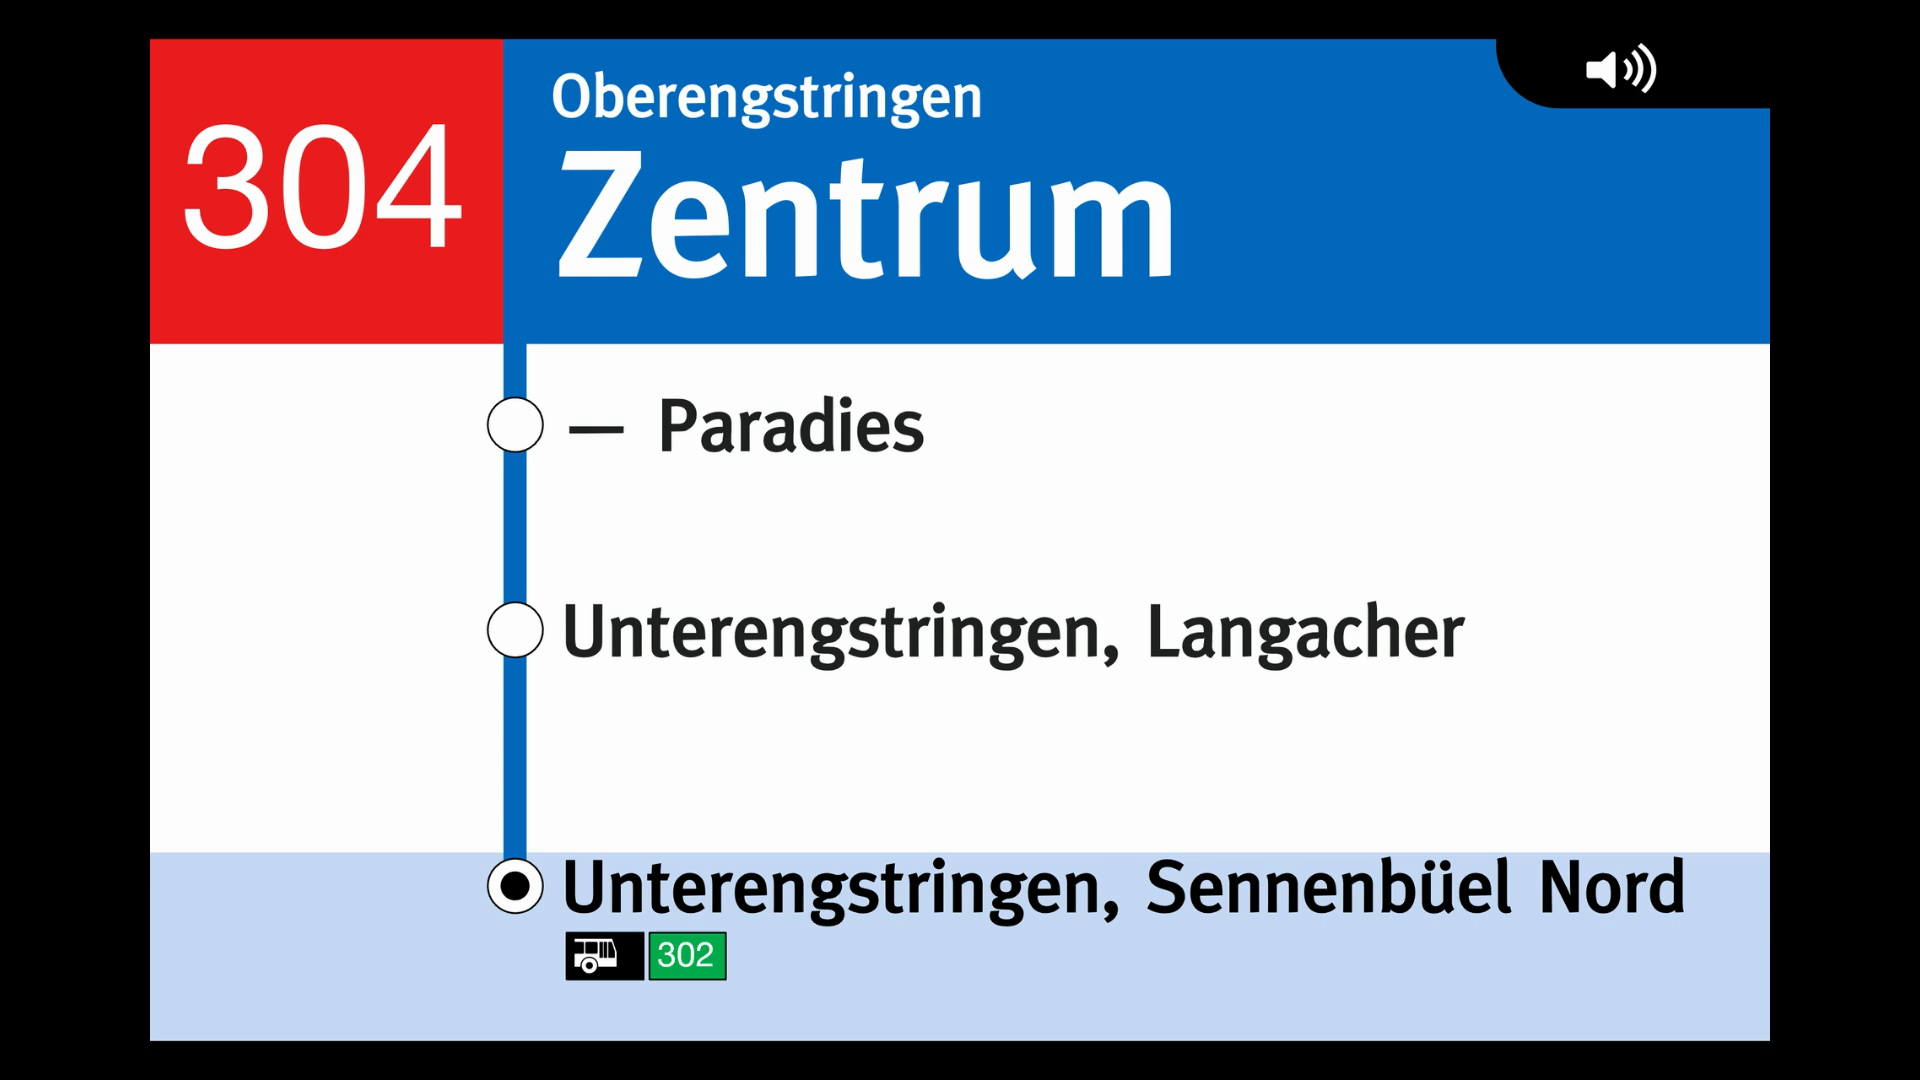 304
Oberengstringen
Zentrum
— Paradies
Unterengstringen, Langacher
Unterengstringen, Sennenbüel Nord
302